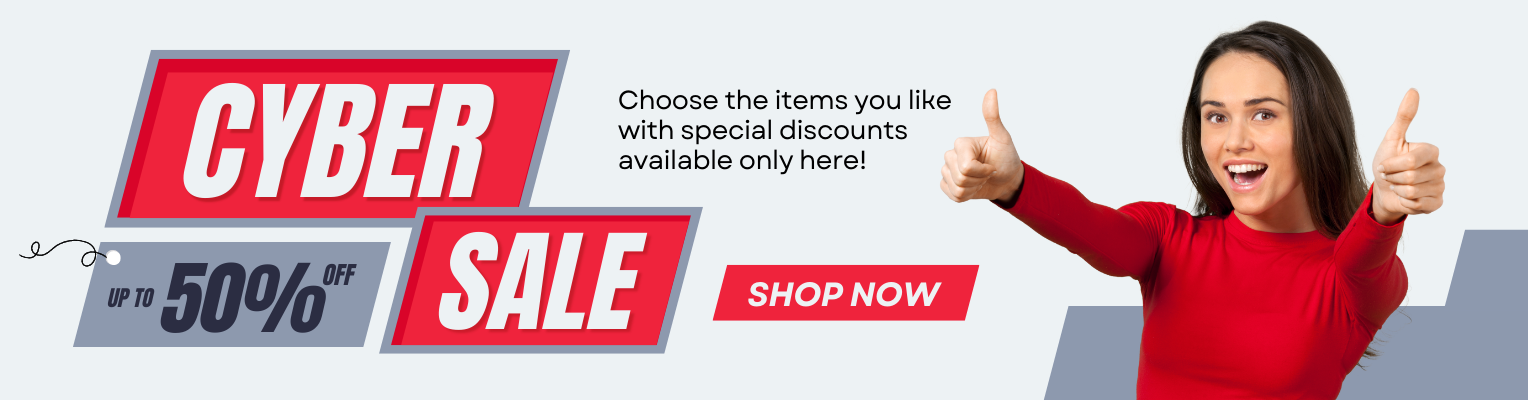 CYBER
SALE
UP TO 50% OFF
Choose the items you like
with special discounts
available only here!
SHOP NOW